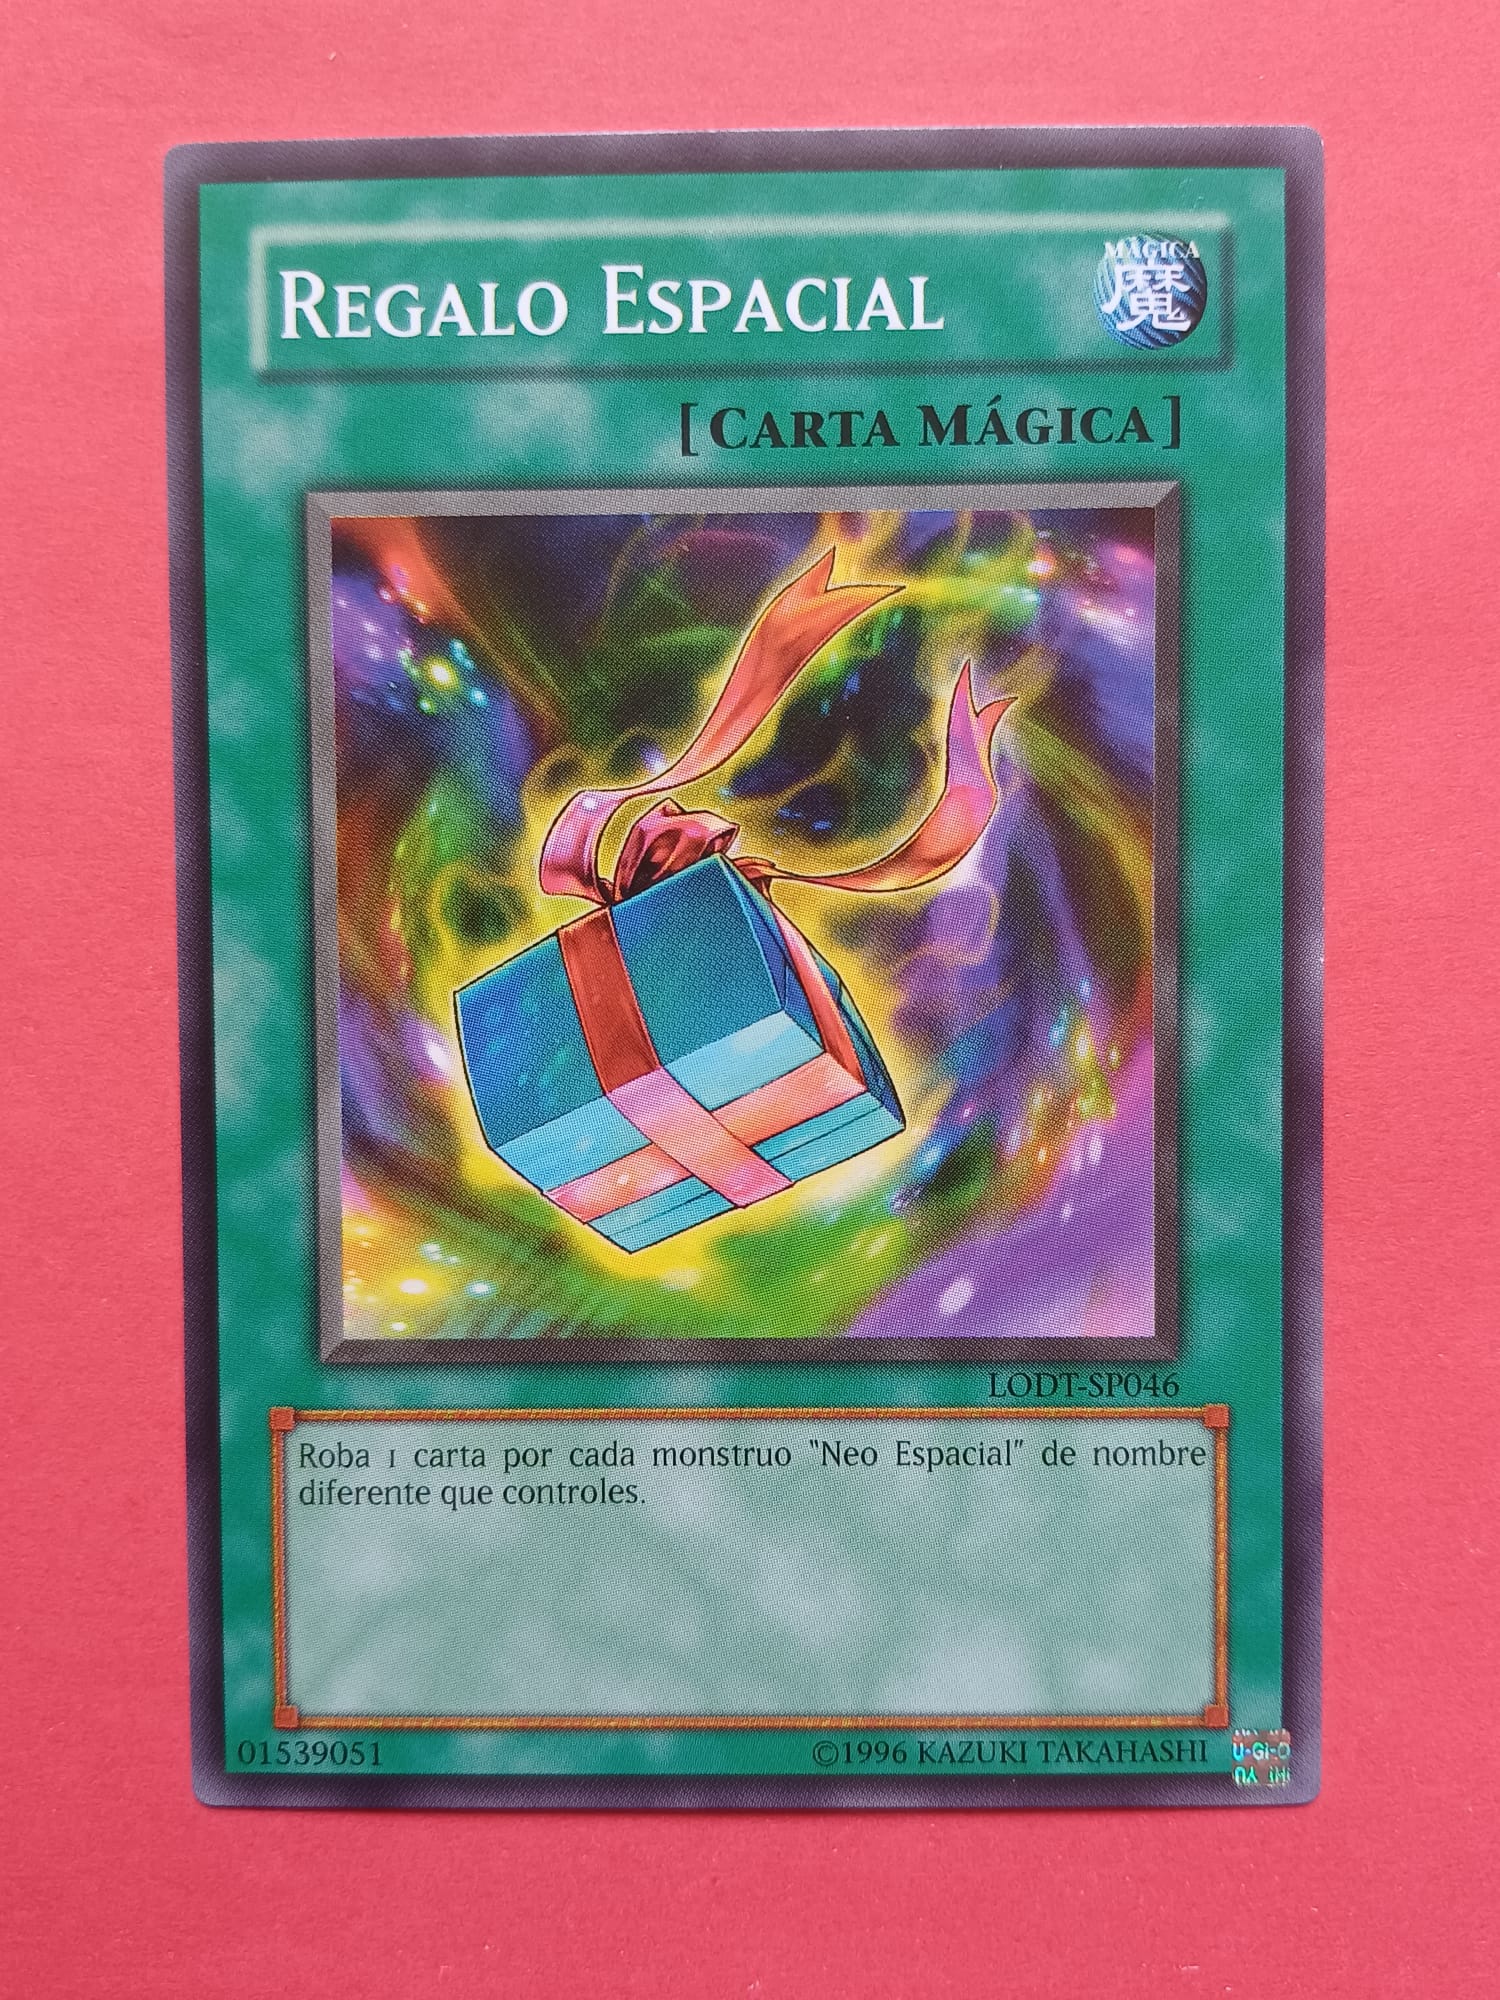 REGALO ESPACIAL
MÁGICA
魔
[CARTA MÁGICA]
LODT-SP046
Roba 1 carta por cada monstruo "Neo Espacial" de nombre
diferente que controles.
01539051
©1996 KAZUKI TAKAHASHI
U-Gi-O